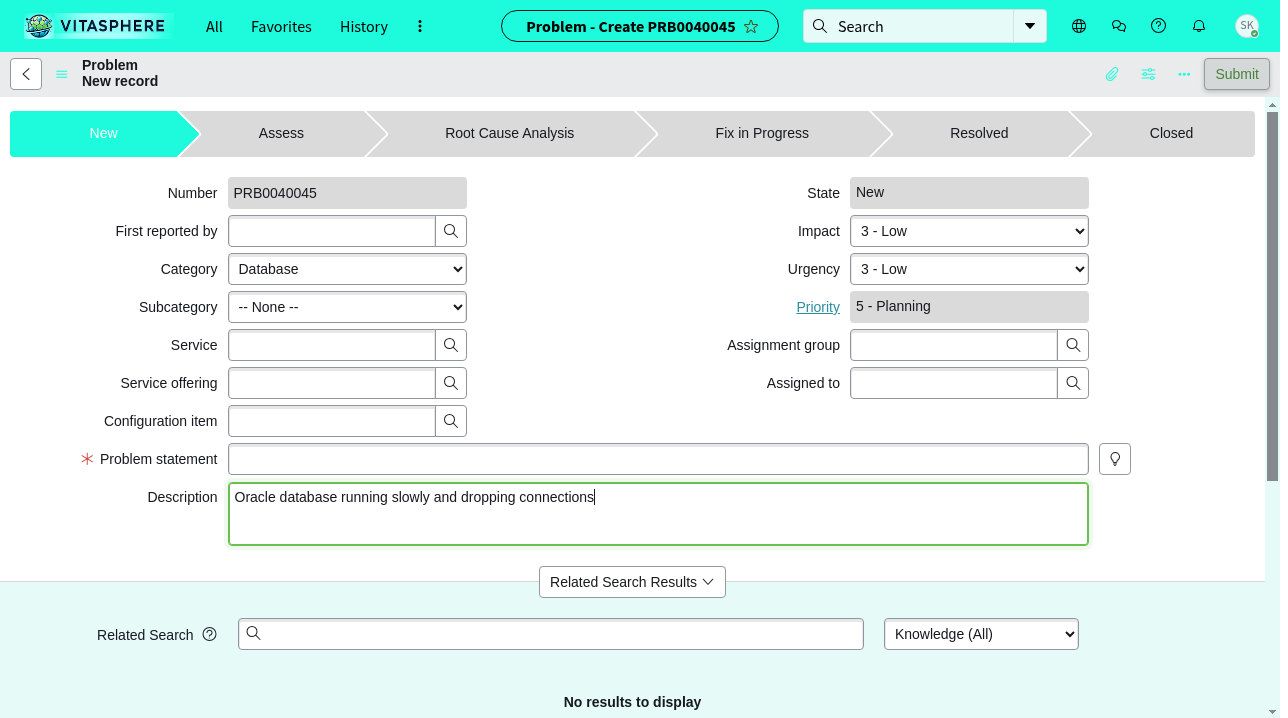 VITASPHERE
All
Favorites
History
Problem - Create PRB0040045
Search
SK
Problem
New record
Submit
New
Assess
Root Cause Analysis
Fix in Progress
Resolved
Closed
Number
PRB0040045
State
New
First reported by
Impact
3 - Low
Category
Database
Urgency
3 - Low
Subcategory
-- None --
Priority
5 - Planning
Service
Assignment group
Service offering
Assigned to
Configuration item
Problem statement
Description
Oracle database running slowly and dropping connections
Related Search Results
Related Search
Knowledge (All)
No results to display